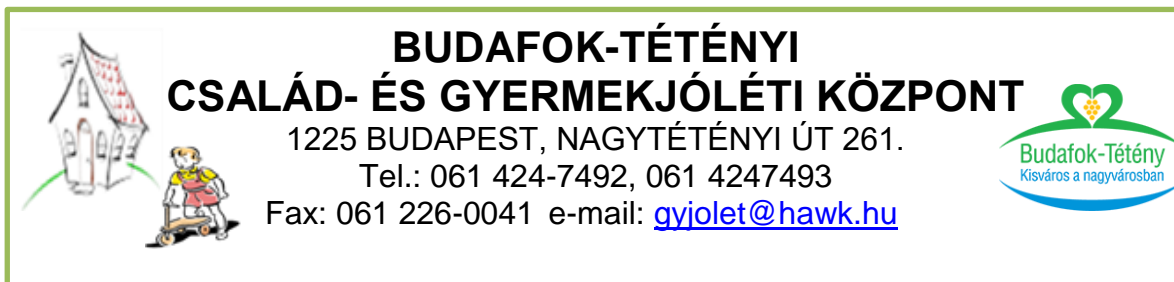 BUDAFOK-TÉTÉNYI
CSALÁD- ÉS GYERMEKJÓLÉTI KÖZPONT
1225 BUDAPEST, NAGYTÉTÉNYI ÚT 261.
Tel.: 061 424-7492, 061 4247493
Fax: 061 226-0041 e-mail: gyjolet@hawk.hu
Budafok-Tétény
Kisváros a nagyvárosban